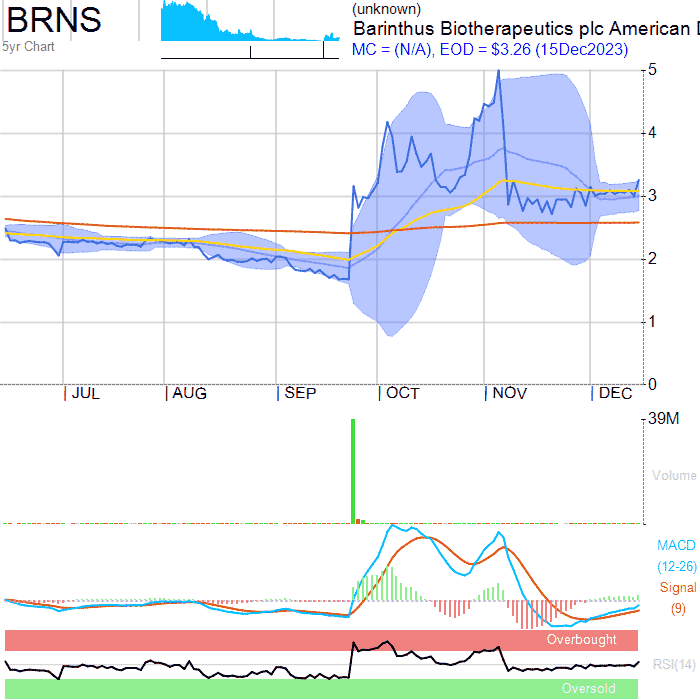 BRNS
5yr Chart
(unknown)
Barinthus Biotherapeutics plc American
MC = (N/A), EOD = $3.26 (15Dec2023)
5
4
3
2
1
0
JUL AUG SEP OCT NOV DEC
39M
Volume
MACD
(12-26)
Signal
(9)
Overbought
RSI(14)
Oversold